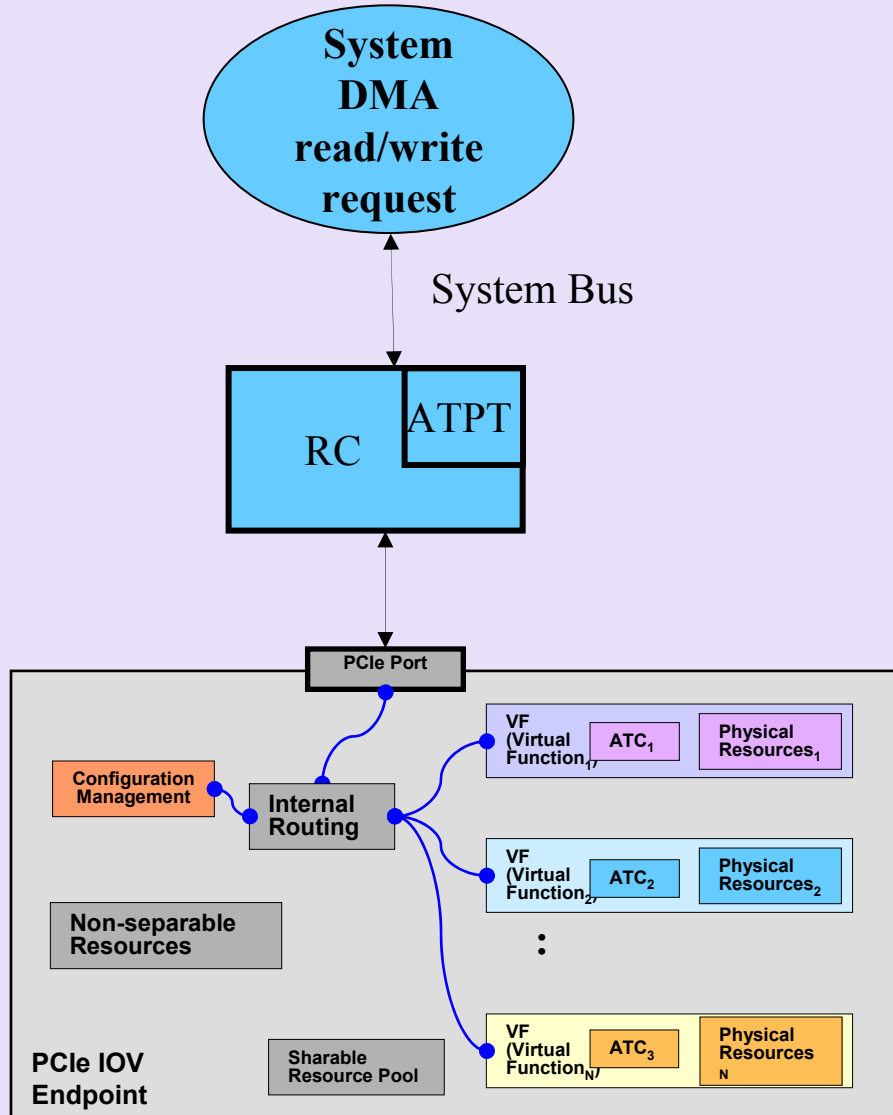 System
DMA
read/write
request
System Bus
ATPT
RC
PCIe Port
VF
(Virtual
Function₁)
ATC₁
Physical
Resources₁
Configuration
Management
Internal
Routing
VF
(Virtual
Function₂)
ATC₂
Physical
Resources₂
Non-separable
Resources
:
VF
(Virtual
Function_N)
ATC₃
Physical
Resources
N
Sharable
Resource Pool
PCIe IOV
Endpoint